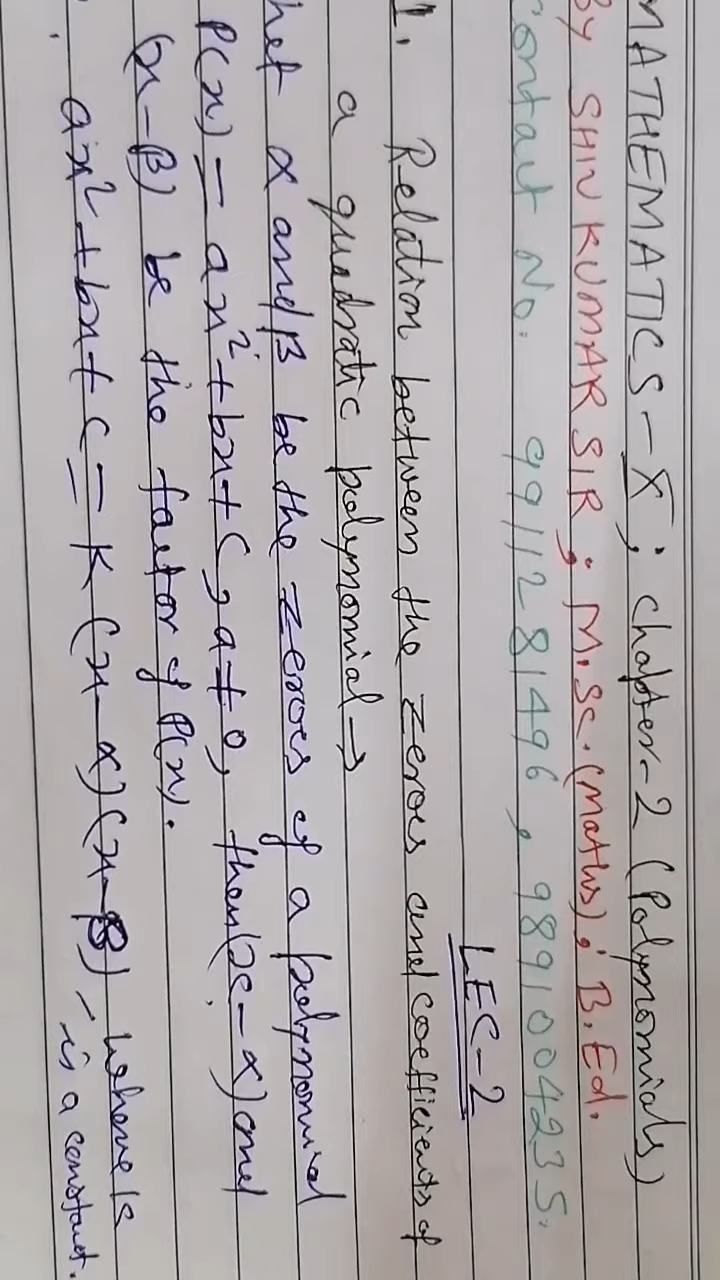 MATHEMATICS-X; chapter-2 (Polynomials)
By SHIV KUMAR SIR; M.Sc.(Maths); B.Ed.
Contact No. 9911281496, 9891004235.
LEC-2
1. Relation between the zeroes and coefficients of
a quadratic polynomial→
Let α and β be the zeroes of a polynomial
P(x) = ax²+bx+c, a≠0, then (x-α) and
(x-β) be the factor of P(x).
∴ ax²+bx+c = K(x-α)(x-β), where k
is a constant.